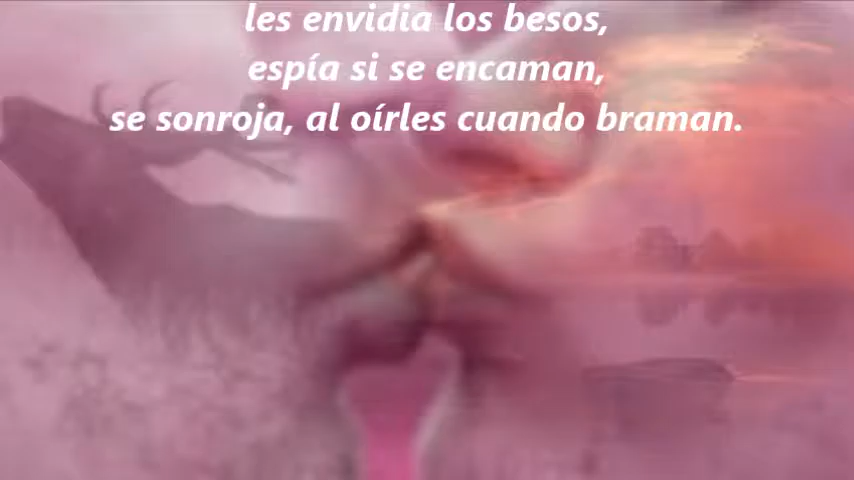 les envidia los besos,
espía si se encaman,
se sonroja, al oírles cuando braman.